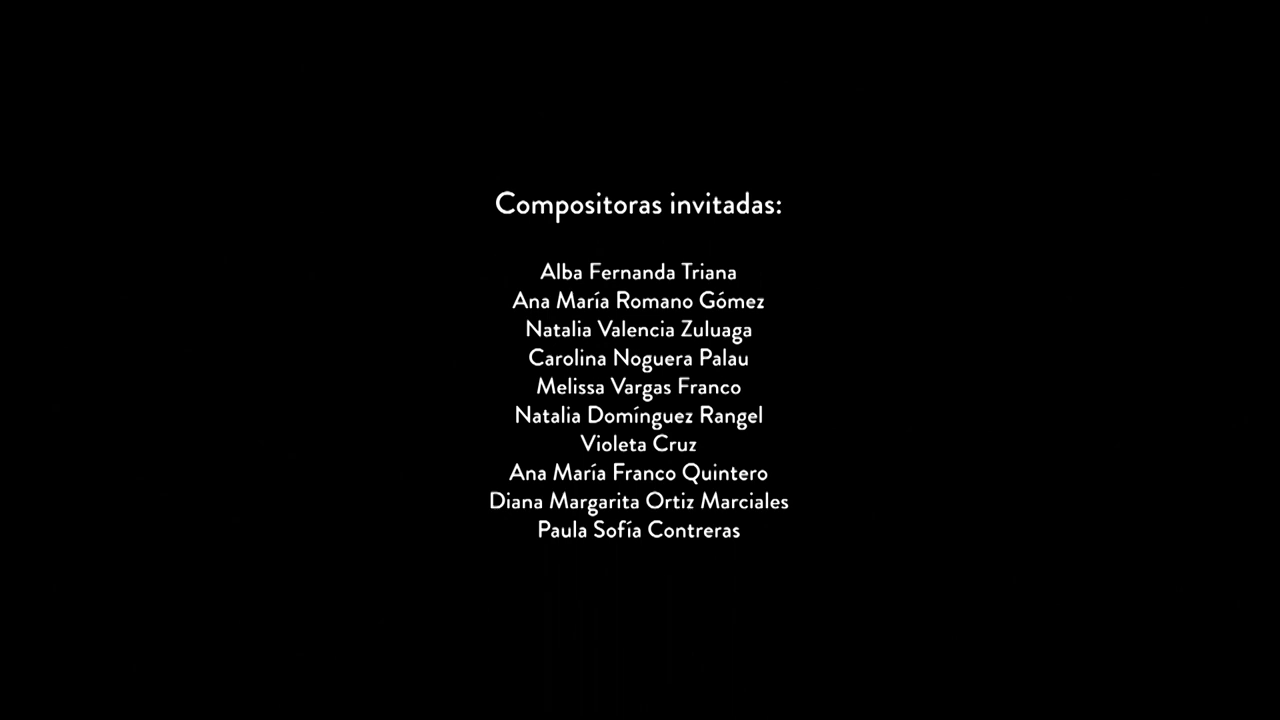 Compositoras invitadas:
Alba Fernanda Triana
Ana María Romano Gómez
Natalia Valencia Zuluaga
Carolina Noguera Palau
Melissa Vargas Franco
Natalia Domínguez Rangel
Violeta Cruz
Ana María Franco Quintero
Diana Margarita Ortiz Marciales
Paula Sofía Contreras